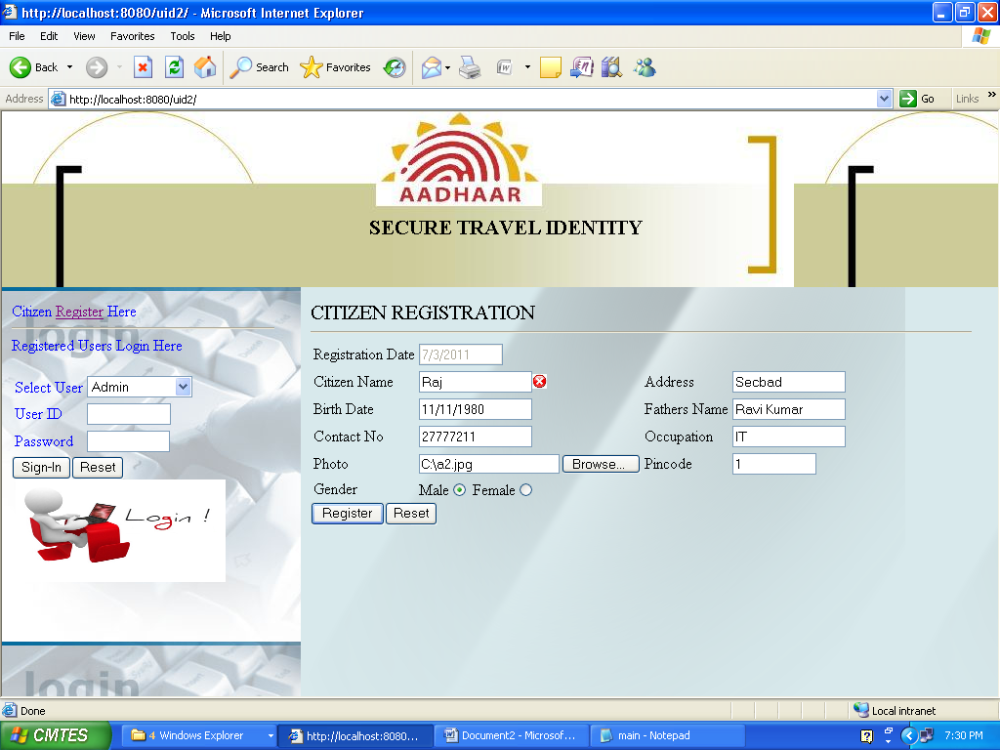 http://localhost:8080/uid2/ - Microsoft Internet Explorer
File Edit View Favorites Tools Help
Back Search Favorites
Address http://localhost:8080/uid2/ Go Links »
AADHAAR
SECURE TRAVEL IDENTITY
Citizen Register Here
login
Registered Users Login Here
Select User Admin
User ID
Password
Sign-In Reset
Login !
login
CITIZEN REGISTRATION
Registration Date 7/3/2011
Citizen Name Raj Address Secbad
Birth Date 11/11/1980 Fathers Name Ravi Kumar
Contact No 27777211 Occupation IT
Photo C:\a2.jpg Browse... Pincode 1
Gender Male Female
Register Reset
Done Local intranet
CMTES 4 Windows Explorer http://localhost:8080... Document2 - Microsof... main - Notepad 7:30 PM